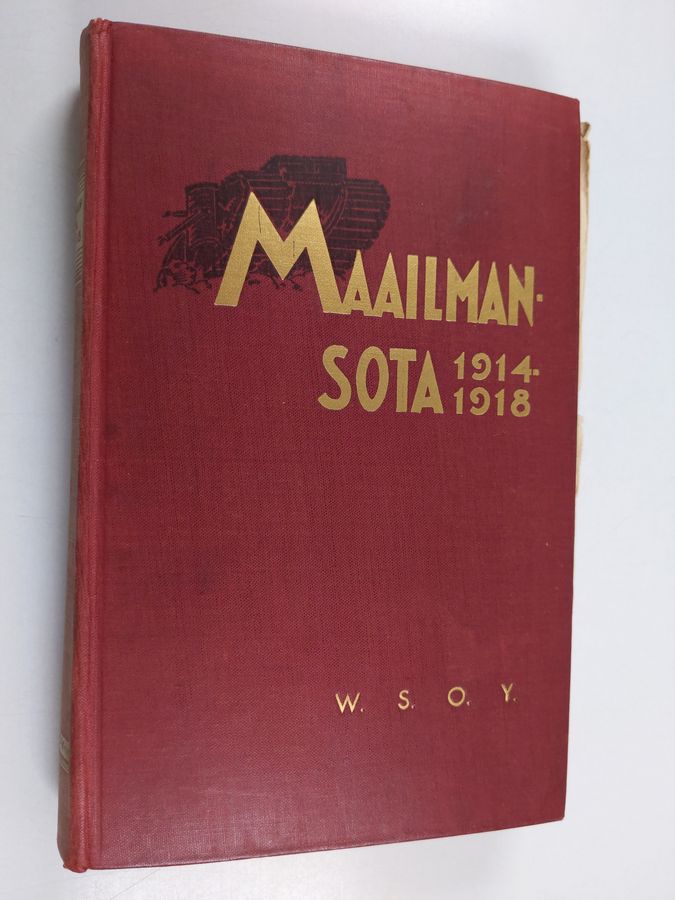 MAAILMAN-
SOTA 1914-
1918
W. S. O. Y.